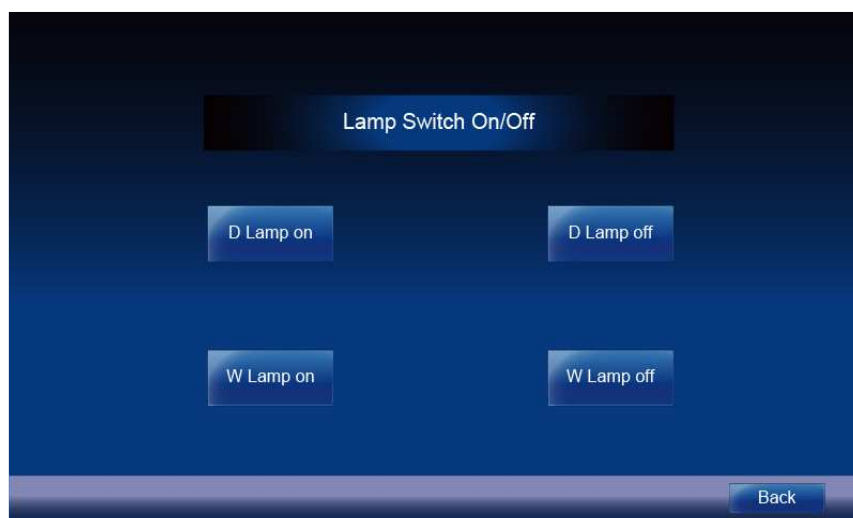 Lamp Switch On/Off
D Lamp on
D Lamp off
W Lamp on
W Lamp off
Back